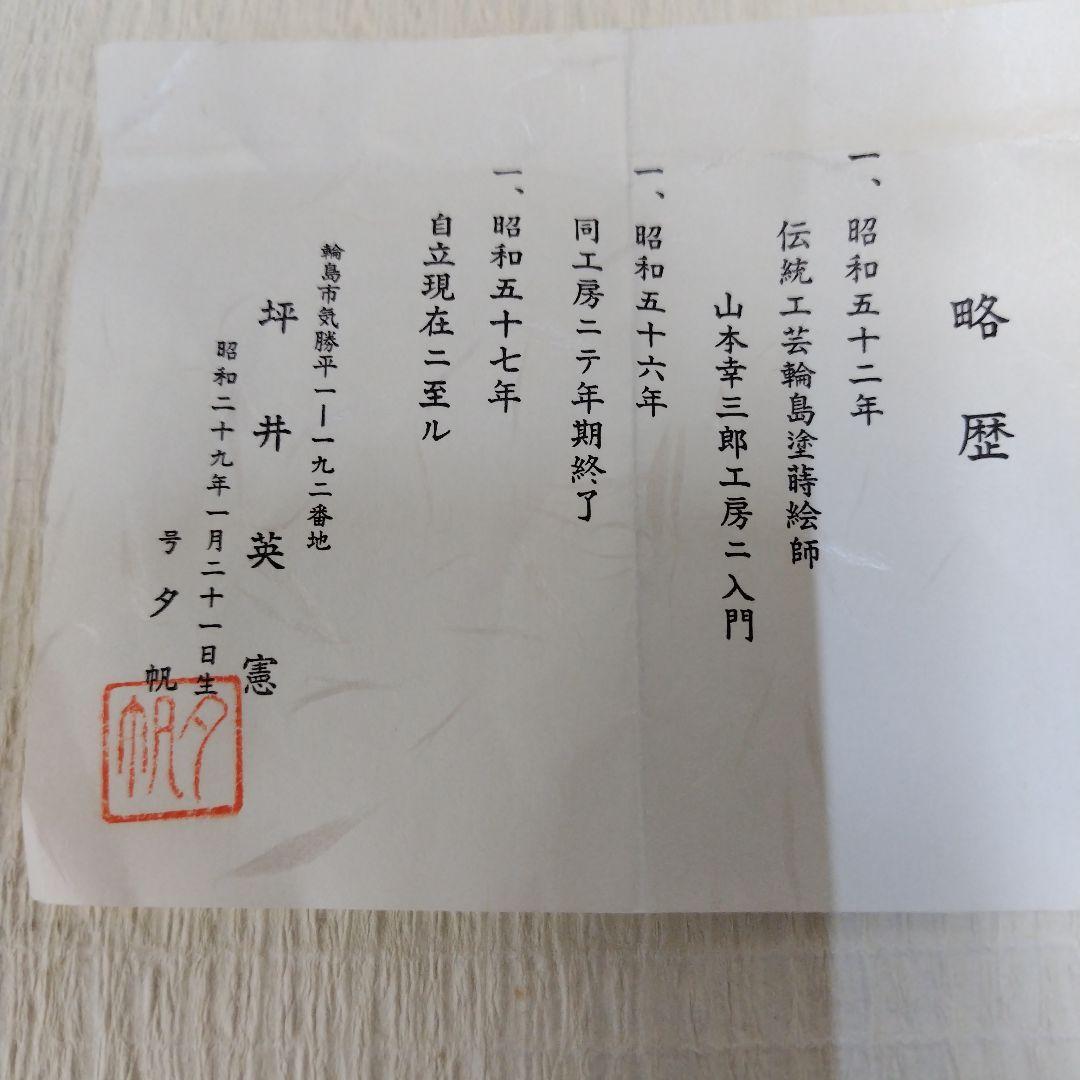 略歴
一、昭和五十二年
伝統工芸輪島塗蒔絵師
山本幸三郎工房ニ入門
一、昭和五十六年
同工房ニテ年期終了
一、昭和五十七年
自立現在ニ至ル
輪島市気勝平一ー一九二番地
坪井英憲
昭和二十九年一月二十一日生
号夕帆
夕帆